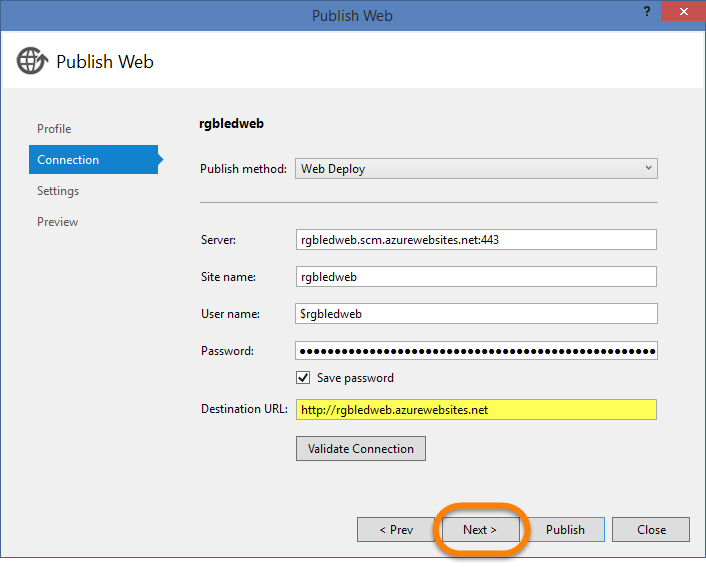 Publish Web
?
Publish Web
Profile
Connection
Settings
Preview
rgbledweb
Publish method: Web Deploy
Server: rgbledweb.scm.azurewebsites.net:443
Site name: rgbledweb
User name: $rgbledweb
Password: ●●●●●●●●●●●●●●●●●●●●●●●●●●●●●●●●●●●●●●●●●●●●●●●●●●●
Save password
Destination URL: http://rgbledweb.azurewebsites.net
Validate Connection
< Prev Next > Publish Close